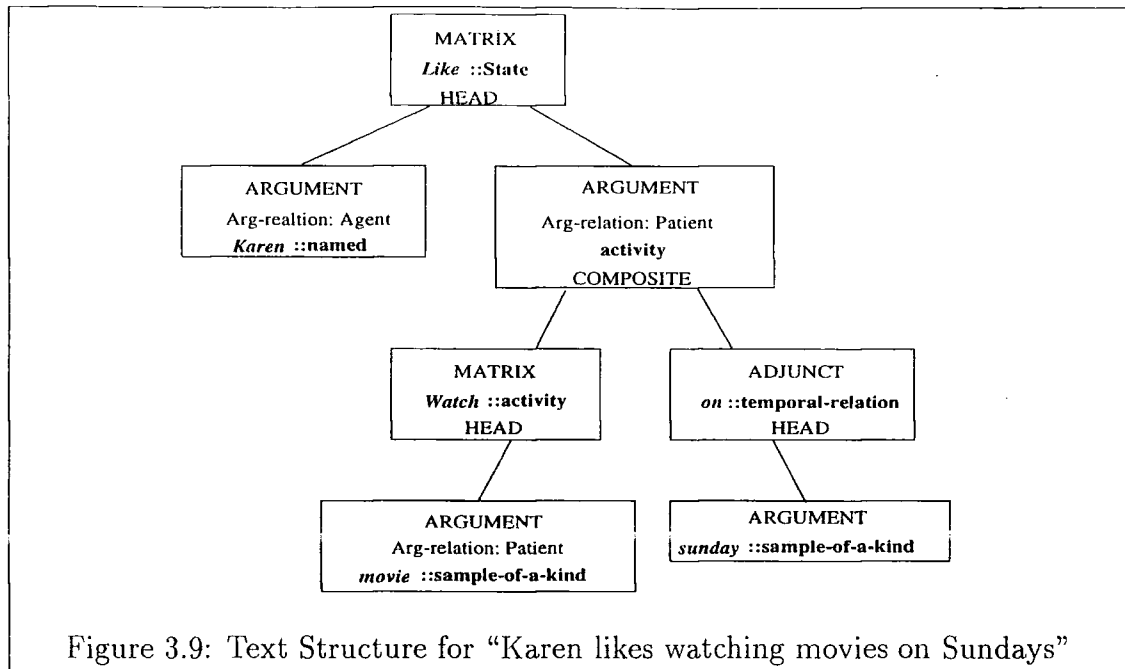 MATRIX
Like ::State
HEAD
ARGUMENT
Arg-realtion: Agent
Karen ::named
ARGUMENT
Arg-relation: Patient
activity
COMPOSITE
MATRIX
Watch ::activity
HEAD
ADJUNCT
on ::temporal-relation
HEAD
ARGUMENT
Arg-relation: Patient
movie ::sample-of-a-kind
ARGUMENT
sunday ::sample-of-a-kind
Figure 3.9: Text Structure for “Karen likes watching movies on Sundays”